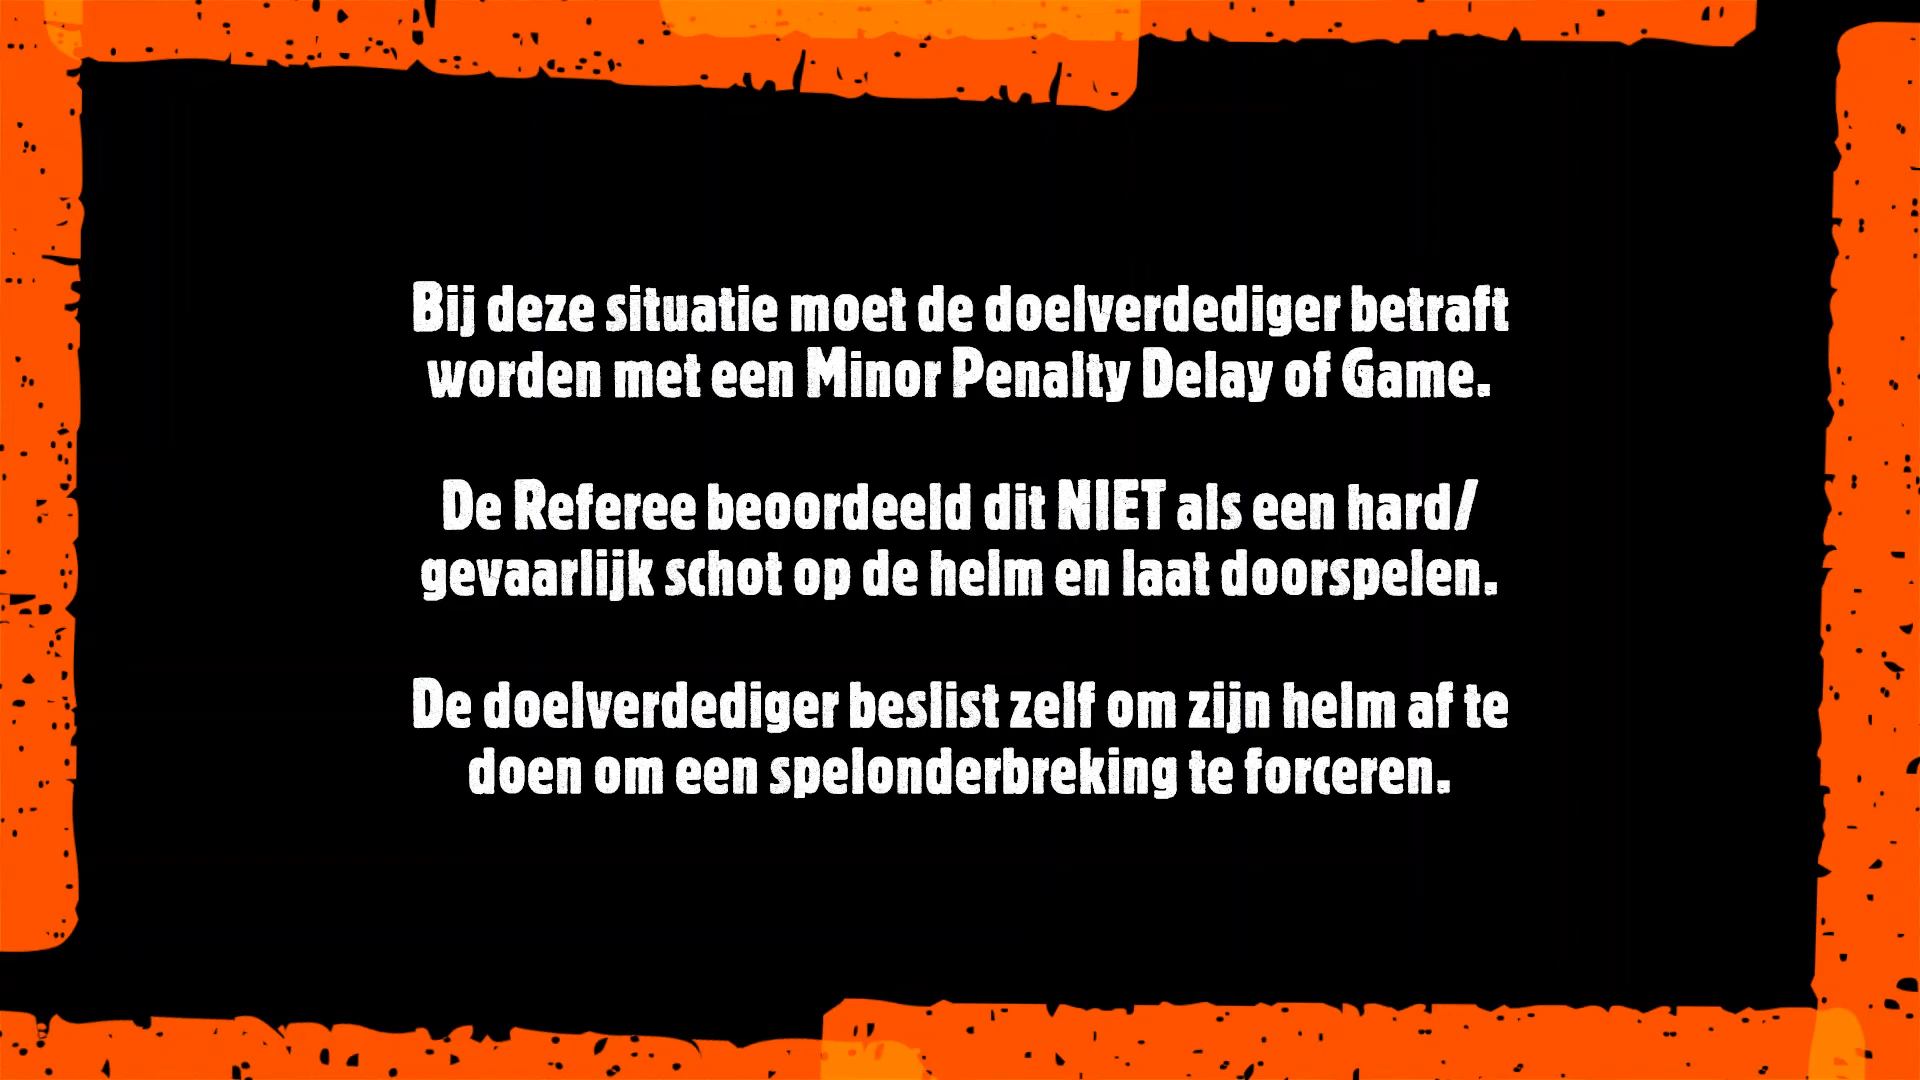 Bij deze situatie moet de doelverdediger betraft
worden met een Minor Penalty Delay of Game.
De Referee beoordeeld dit NIET als een hard/
gevaarlijk schot op de helm en laat doorspelen.
De doelverdediger beslist zelf om zijn helm af te
doen om een spelonderbreking te forceren.